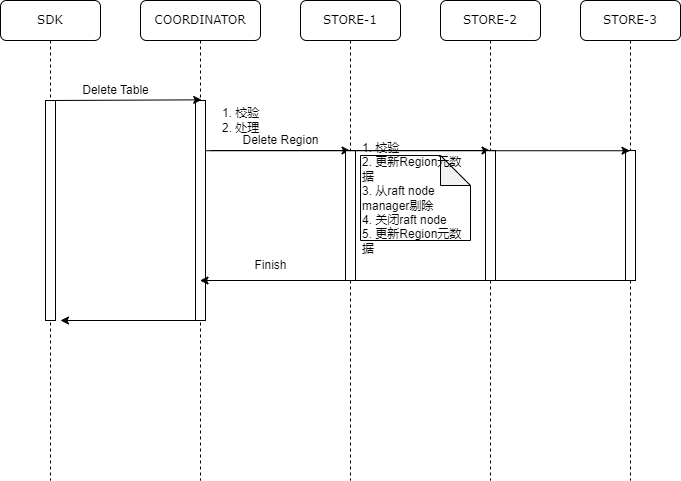 SDK
COORDINATOR
STORE-1
STORE-2
STORE-3
Delete Table
1. 校验
2. 处理
Delete Region
1. 校验
2. 更新Region元数
据
3. 从raft node
manager剔除
4. 关闭raft node
5. 更新Region元数
据
Finish